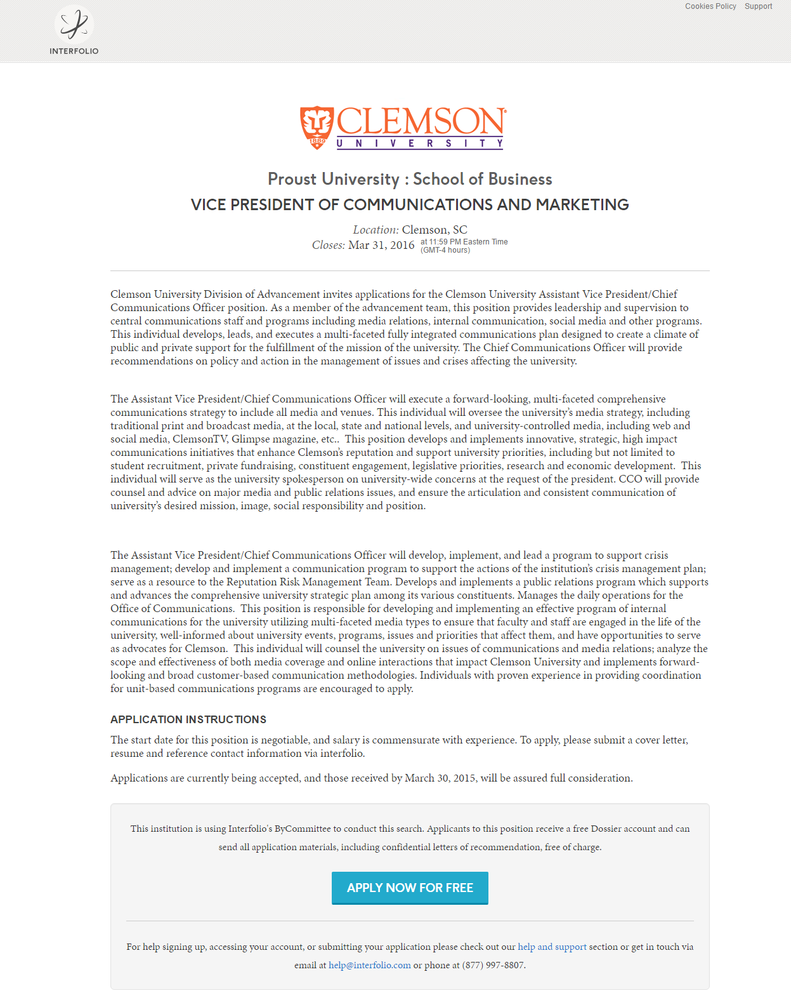 Cookies Policy Support
INTERFOLIO
CLEMSON®
1889
UNIVERSITY
Proust University : School of Business
VICE PRESIDENT OF COMMUNICATIONS AND MARKETING
Location: Clemson, SC
Closes: Mar 31, 2016 at 11:59 PM Eastern Time
(GMT-4 hours)
Clemson University Division of Advancement invites applications for the Clemson University Assistant Vice President/Chief
Communications Officer position. As a member of the advancement team, this position provides leadership and supervision to
central communications staff and programs including media relations, internal communication, social media and other programs.
This individual develops, leads, and executes a multi-faceted fully integrated communications plan designed to create a climate of
public and private support for the fulfillment of the mission of the university. The Chief Communications Officer will provide
recommendations on policy and action in the management of issues and crises affecting the university.
The Assistant Vice President/Chief Communications Officer will execute a forward-looking, multi-faceted comprehensive
communications strategy to include all media and venues. This individual will oversee the university’s media strategy, including
traditional print and broadcast media, at the local, state and national levels, and university-controlled media, including web and
social media, ClemsonTV, Glimpse magazine, etc..  This position develops and implements innovative, strategic, high impact
communications initiatives that enhance Clemson’s reputation and support university priorities, including but not limited to
student recruitment, private fundraising, constituent engagement, legislative priorities, research and economic development.  This
individual will serve as the university spokesperson on university-wide concerns at the request of the president. CCO will provide
counsel and advice on major media and public relations issues, and ensure the articulation and consistent communication of
university’s desired mission, image, social responsibility and position.
The Assistant Vice President/Chief Communications Officer will develop, implement, and lead a program to support crisis
management; develop and implement a communication program to support the actions of the institution’s crisis management plan;
serve as a resource to the Reputation Risk Management Team. Develops and implements a public relations program which supports
and advances the comprehensive university strategic plan among its various constituents. Manages the daily operations for the
Office of Communications.  This position is responsible for developing and implementing an effective program of internal
communications for the university utilizing multi-faceted media types to ensure that faculty and staff are engaged in the life of the
university, well-informed about university events, programs, issues and priorities that affect them, and have opportunities to serve
as advocates for Clemson.  This individual will counsel the university on issues of communications and media relations; analyze the
scope and effectiveness of both media coverage and online interactions that impact Clemson University and implements forward-
looking and broad customer-based communication methodologies. Individuals with proven experience in providing coordination
for unit-based communications programs are encouraged to apply.
APPLICATION INSTRUCTIONS
The start date for this position is negotiable, and salary is commensurate with experience. To apply, please submit a cover letter,
resume and reference contact information via interfolio.
Applications are currently being accepted, and those received by March 30, 2015, will be assured full consideration.
This institution is using Interfolio's ByCommittee to conduct this search. Applicants to this position receive a free Dossier account and can
send all application materials, including confidential letters of recommendation, free of charge.
APPLY NOW FOR FREE
For help signing up, accessing your account, or submitting your application please check out our help and support section or get in touch via
email at help@interfolio.com or phone at (877) 997-8807.